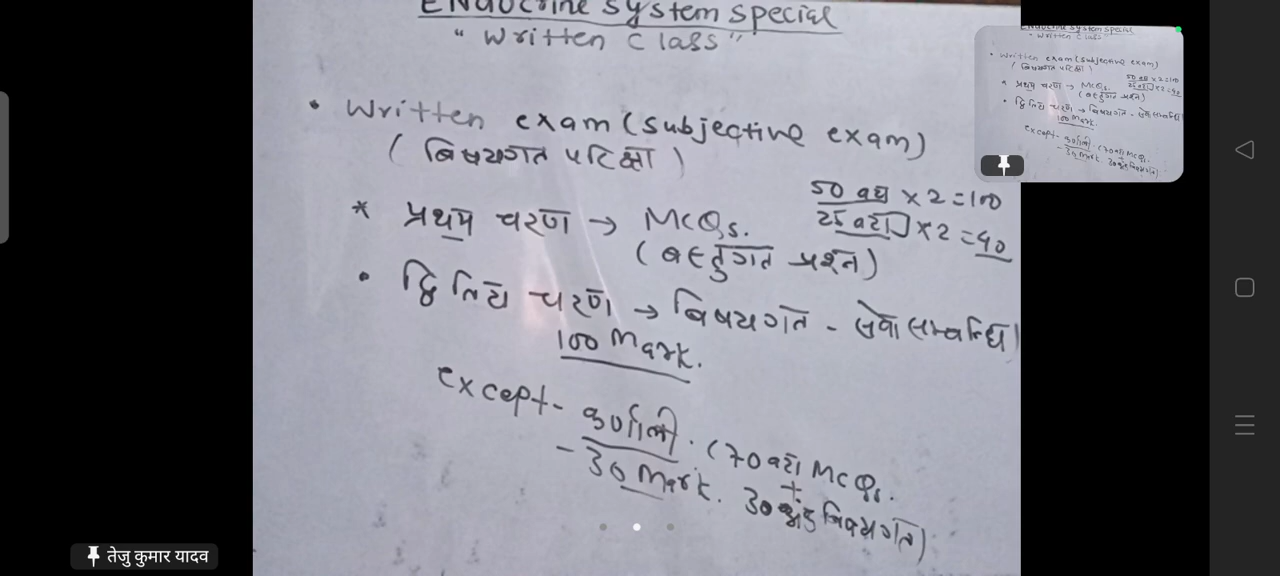 Endocrine System Special
"Written Class"
• Written exam (Subjective exam)
(बिषयगत परिक्षा)
* प्रथम चरण → McQs.
(बस्तुगत प्रश्न)
50 वटा × 2 = 100
25 वटा × 2 = 50
• द्वितिय चरण → बिषयगत - सेवा सम्बन्धि
100 Mark.
except - कर्णाली. (70 वटा McQs.
- 30 Mark. + 30 अंक बिषयगत)
तेजु कुमार यादव